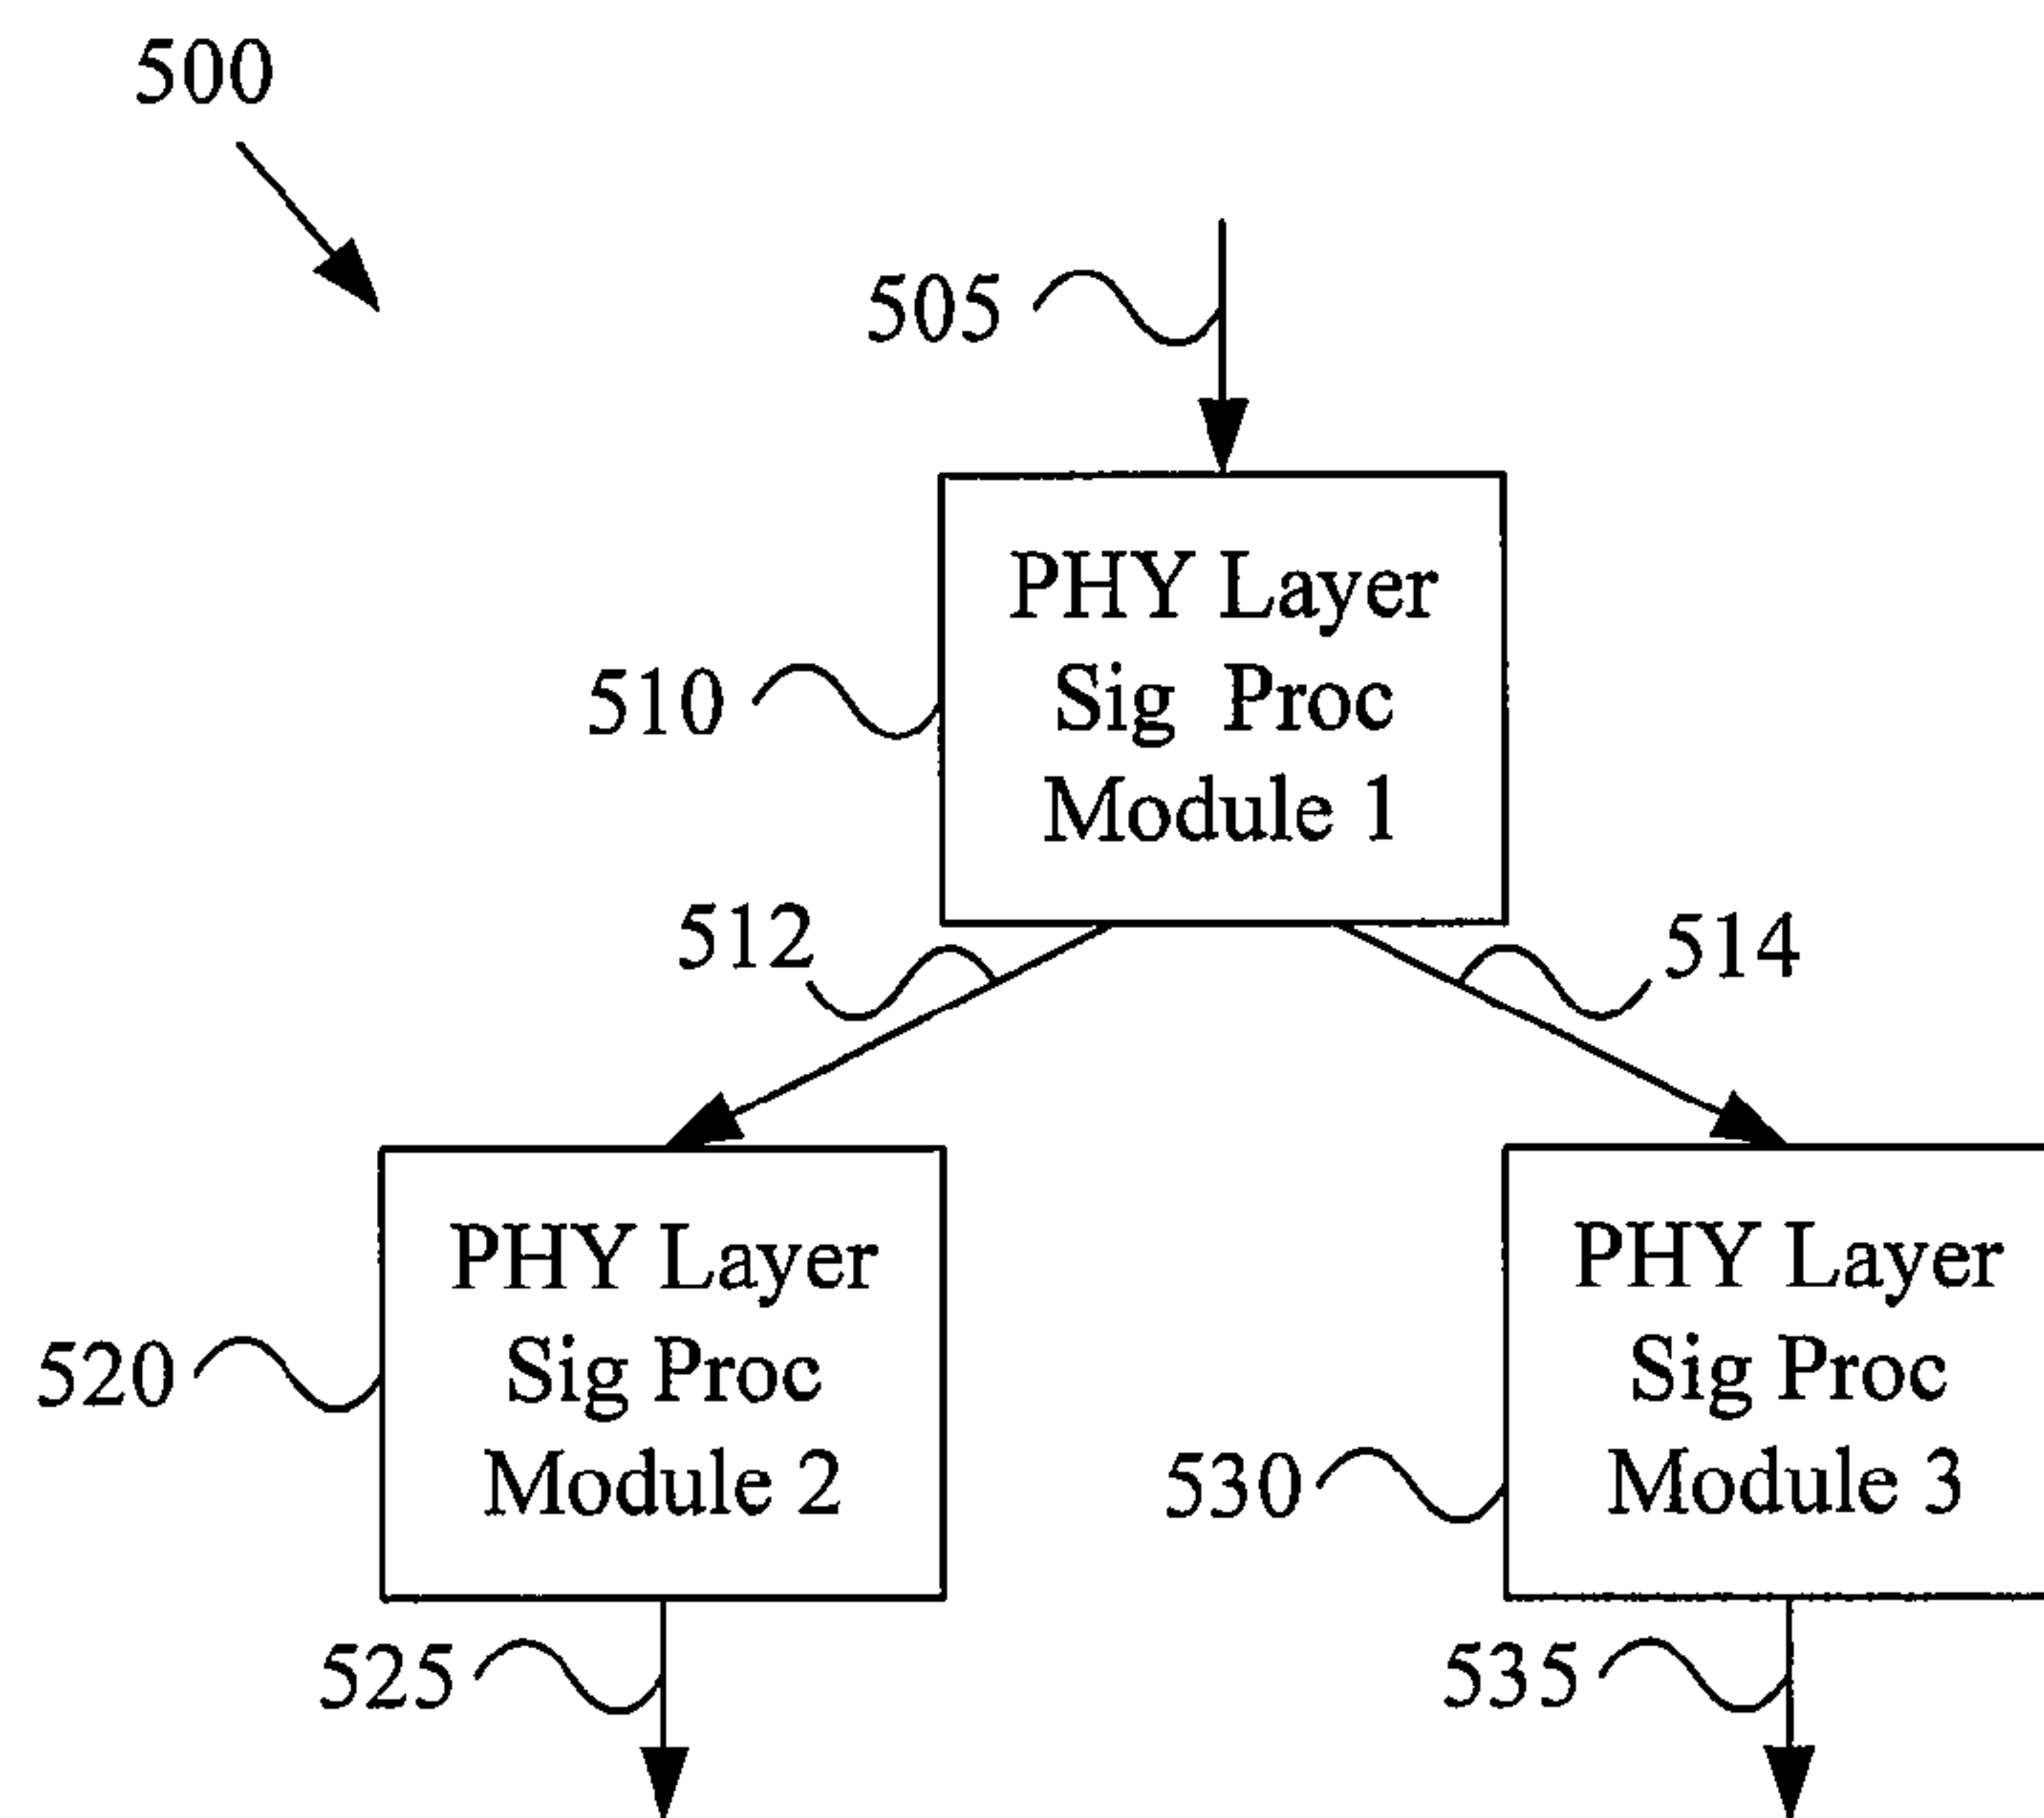 500
505
PHY Layer
Sig Proc
Module 1
510
512
514
PHY Layer
Sig Proc
Module 2
520
PHY Layer
Sig Proc
Module 3
530
525
535